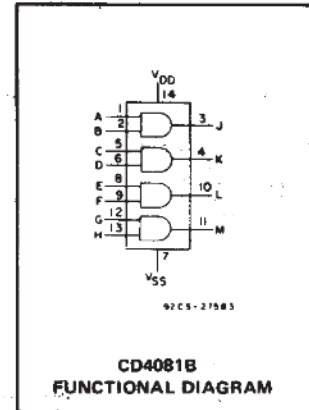 VDD
14
A 1 3 J
B 2
C 5 4 K
D 6
E 8 10 L
F 9
G 12 11 M
H 13
7
VSS
92CS-27583
CD4081B
FUNCTIONAL DIAGRAM